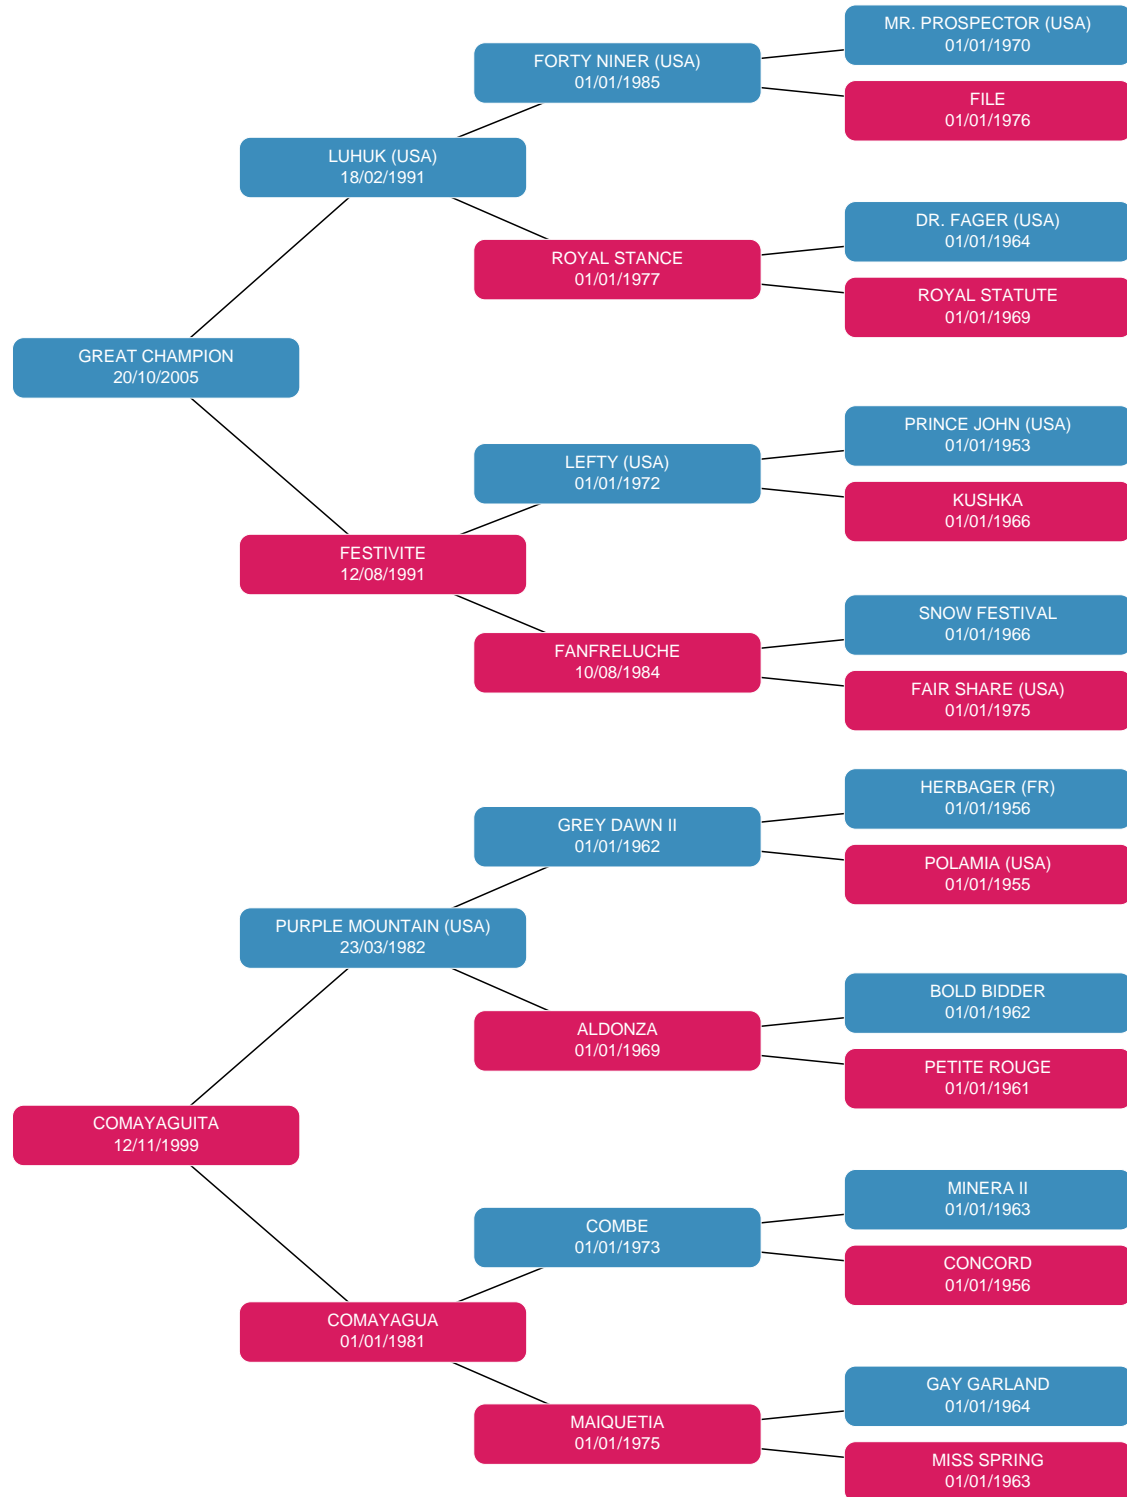 MR. PROSPECTOR (USA)
01/01/1970
FORTY NINER (USA)
01/01/1985
FILE
01/01/1976
LUHUK (USA)
18/02/1991
DR. FAGER (USA)
01/01/1964
ROYAL STANCE
01/01/1977
ROYAL STATUTE
01/01/1969
GREAT CHAMPION
20/10/2005
PRINCE JOHN (USA)
01/01/1953
LEFTY (USA)
01/01/1972
KUSHKA
01/01/1966
FESTIVITE
12/08/1991
SNOW FESTIVAL
01/01/1966
FANFRELUCHE
10/08/1984
FAIR SHARE (USA)
01/01/1975
HERBAGER (FR)
01/01/1956
GREY DAWN II
01/01/1962
POLAMIA (USA)
01/01/1955
PURPLE MOUNTAIN (USA)
23/03/1982
BOLD BIDDER
01/01/1962
ALDONZA
01/01/1969
PETITE ROUGE
01/01/1961
COMAYAGUITA
12/11/1999
MINERA II
01/01/1963
COMBE
01/01/1973
CONCORD
01/01/1956
COMAYAGUA
01/01/1981
GAY GARLAND
01/01/1964
MAIQUETIA
01/01/1975
MISS SPRING
01/01/1963